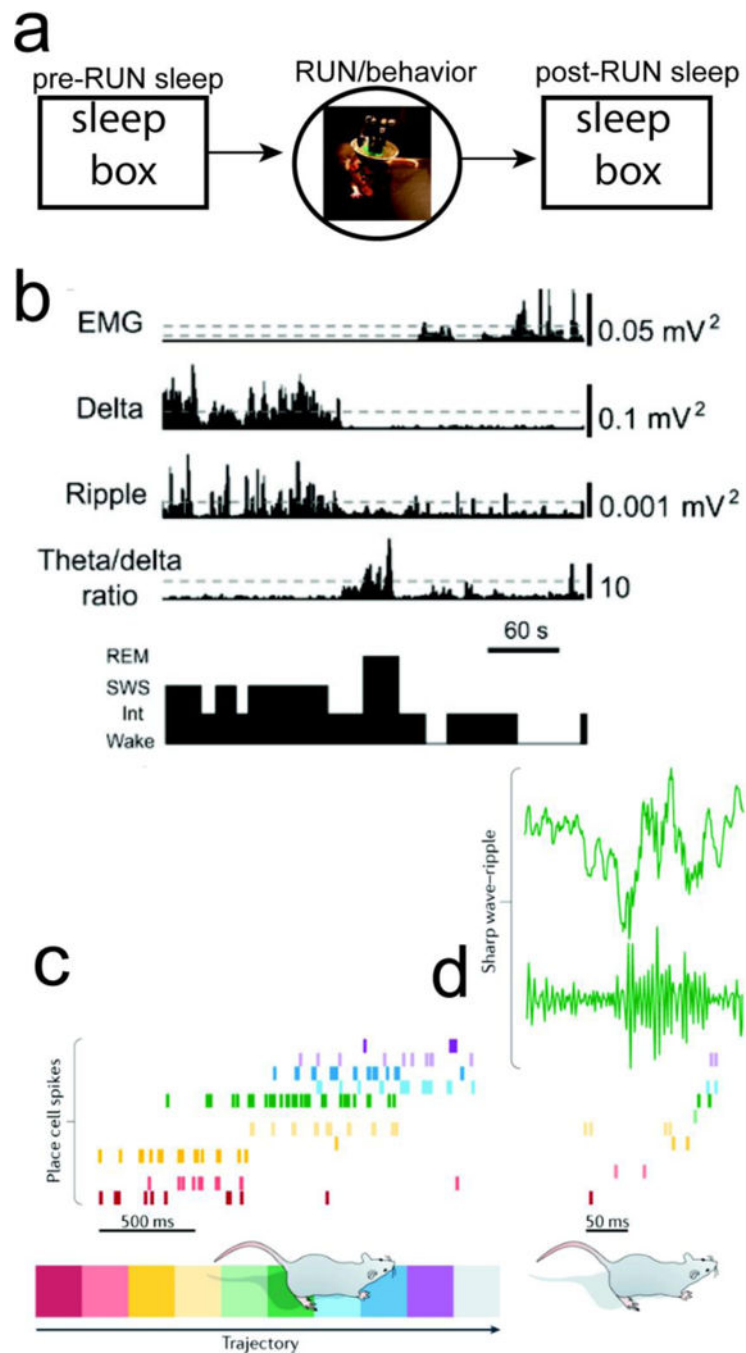 a
pre-RUN sleep
RUN/behavior
post-RUN sleep
sleep
box
sleep
box
b
EMG
0.05 mV²
Delta
0.1 mV²
Ripple
0.001 mV²
Theta/delta
ratio
10
60 s
REM
SWS
Int
Wake
Sharp wave–ripple
c
d
Place cell spikes
500 ms
50 ms
Trajectory